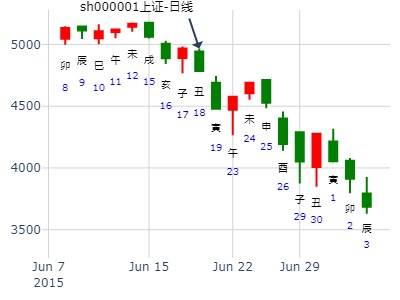 sh000001上证-日线
5000
4500
4000
3500
卯
8
辰
9
巳
10
午
11
未
12
戌
15
亥
16
子
17
丑
18
寅
19
午
23
未
24
申
25
酉
26
子
29
丑
30
寅
1
卯
2
辰
3
Jun 7
2015
Jun 15
Jun 22
Jun 29